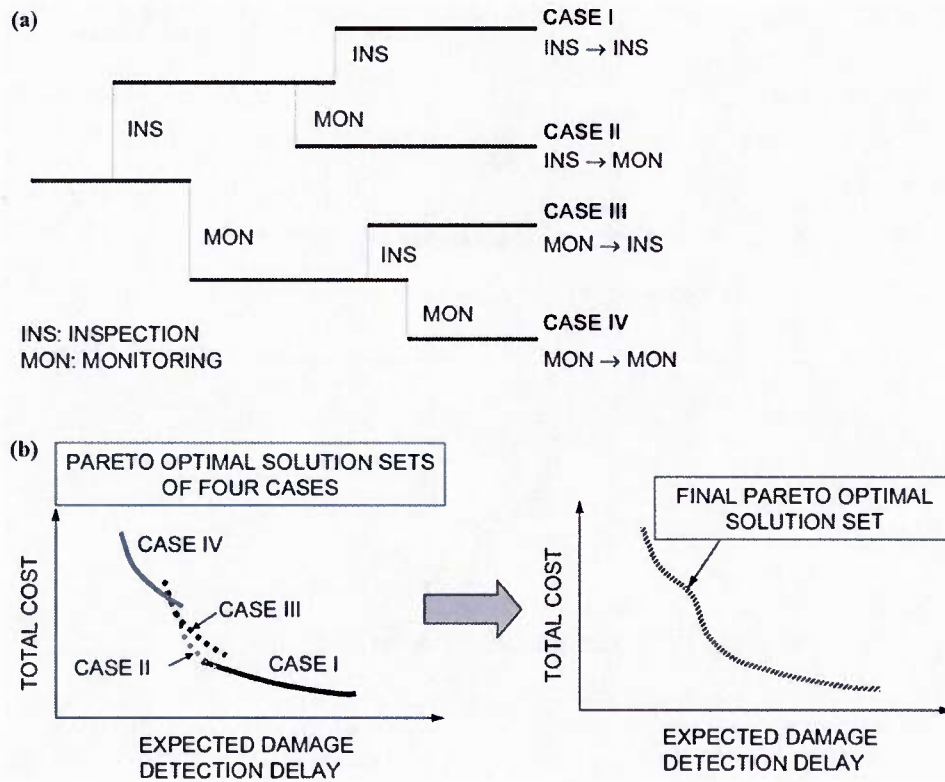 (a)
CASE I
INS → INS
INS
INS
MON
CASE II
INS → MON
CASE III
MON → INS
MON
INS
MON
CASE IV
MON → MON
INS: INSPECTION
MON: MONITORING
(b)
PARETO OPTIMAL SOLUTION SETS
OF FOUR CASES
TOTAL COST
CASE IV
CASE III
CASE II
CASE I
EXPECTED DAMAGE
DETECTION DELAY
FINAL PARETO OPTIMAL
SOLUTION SET
TOTAL COST
EXPECTED DAMAGE
DETECTION DELAY